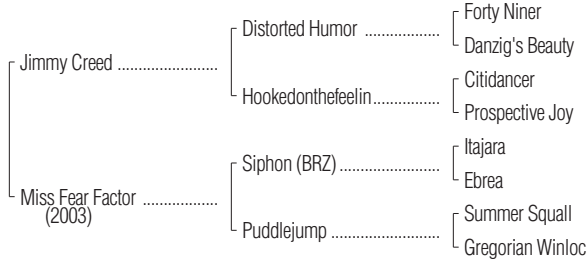 Forty Niner
Distorted Humor ..................
Danzig's Beauty
Jimmy Creed ........................
Citidancer
Hookedonthefeelin ................
Prospective Joy
Itajara
Siphon (BRZ) ........................
Ebrea
Miss Fear Factor ..................
(2003)
Summer Squall
Puddlejump ..........................
Gregorian Winloc